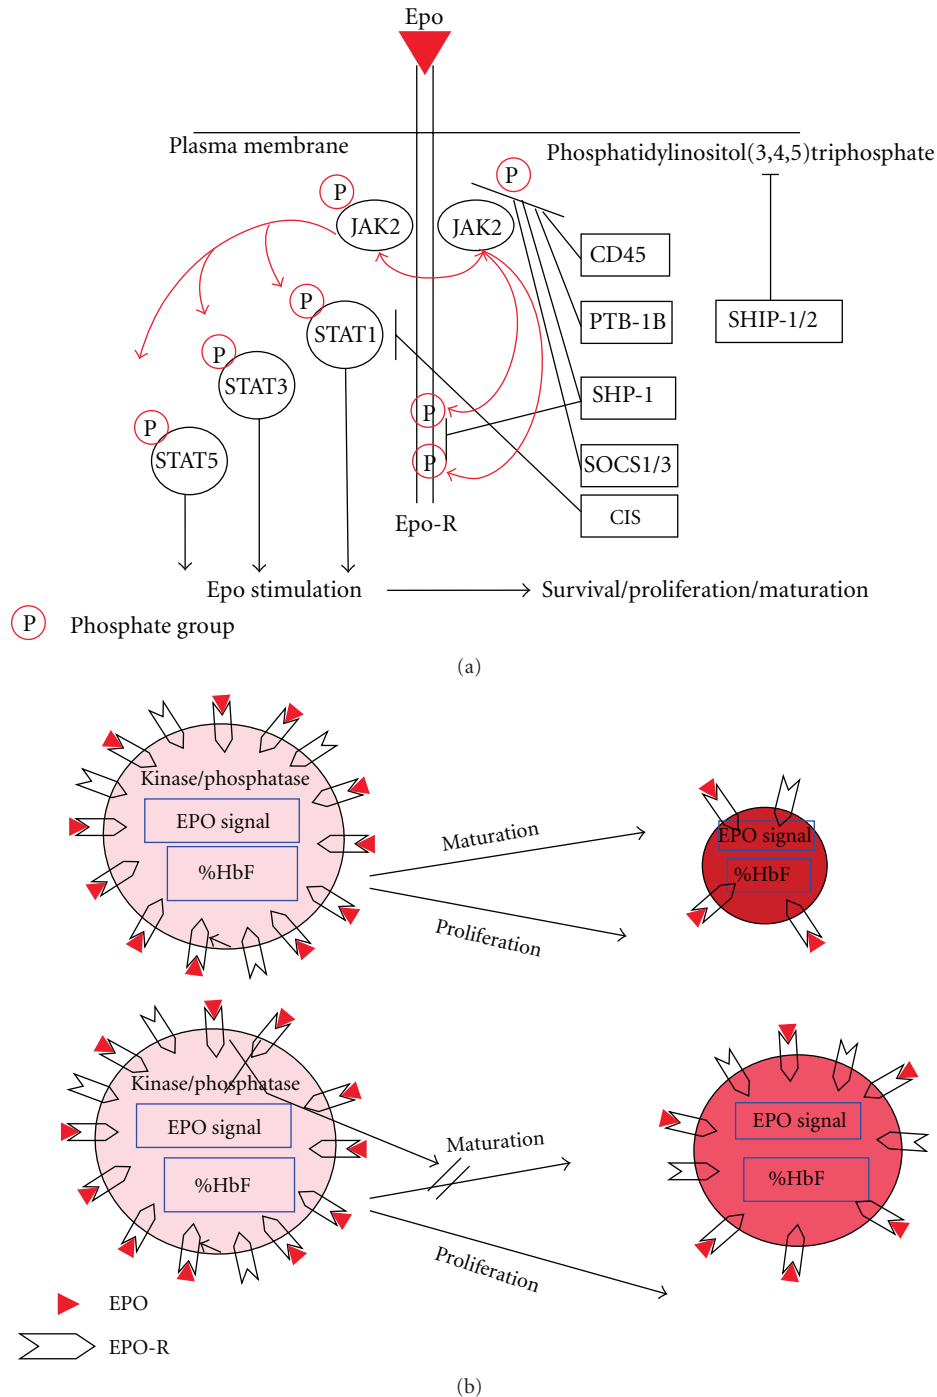 Epo
Plasma membrane
Phosphatidylinositol(3,4,5)triphosphate
P
P
JAK2
JAK2
CD45
P
STAT1
PTB-1B
SHIP-1/2
P
STAT3
SHP-1
P
P
STAT5
P
SOCS1/3
Epo-R
CIS
Epo stimulation
Survival/proliferation/maturation
P
Phosphate group
(a)
Kinase/phosphatase
EPO signal
%HbF
Maturation
Proliferation
EPO signal
%HbF
Kinase/phosphatase
EPO signal
%HbF
Maturation
Proliferation
EPO signal
%HbF
EPO
EPO-R
(b)